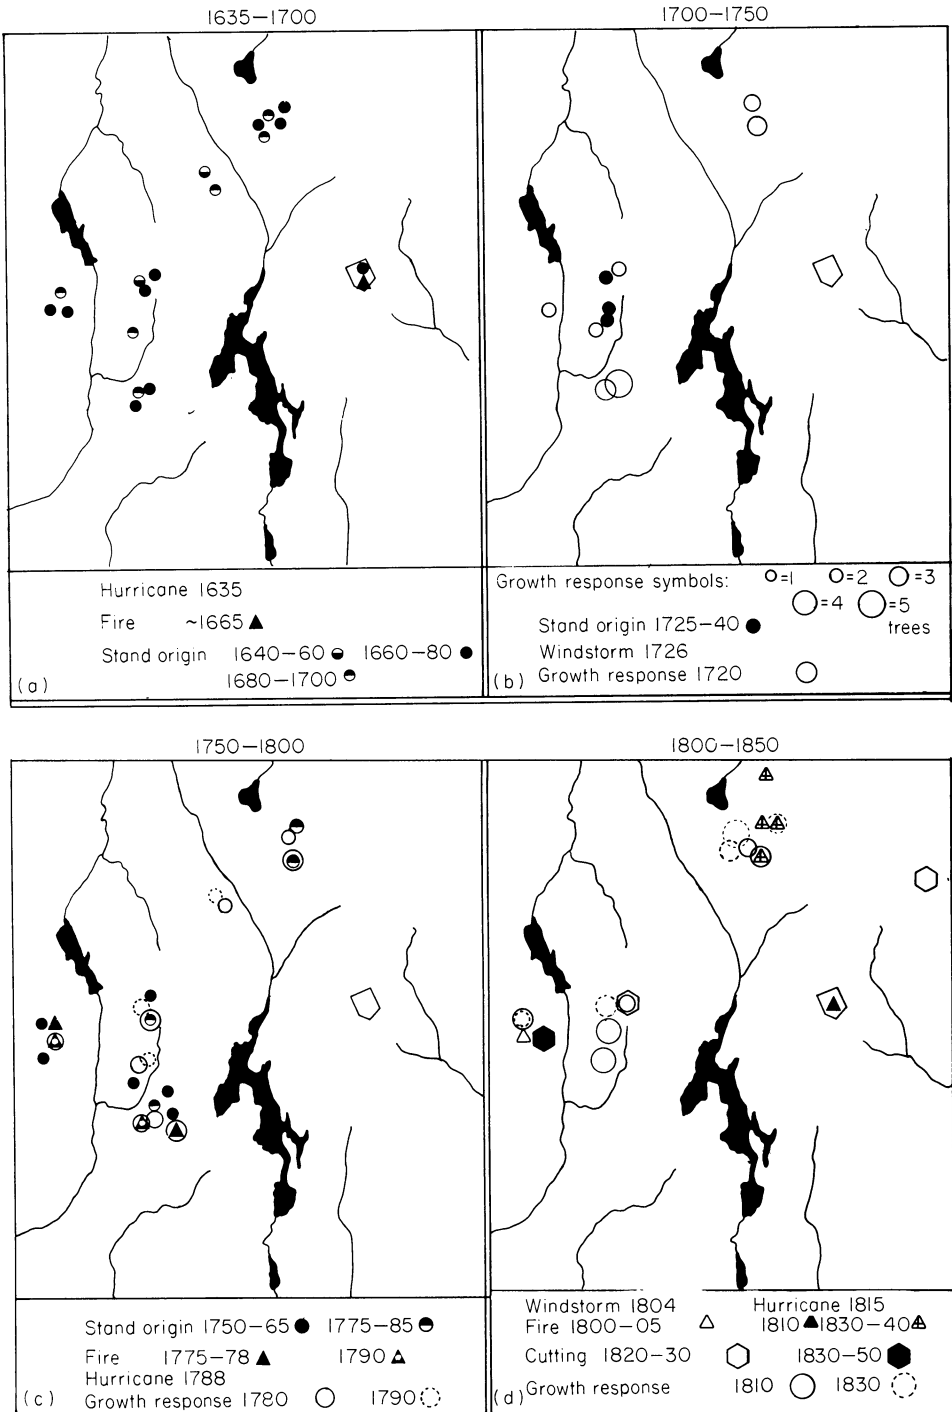 1635–1700
1700–1750
Hurricane 1635
Fire ~1665
Stand origin 1640–60 1660–80
1680–1700
(a)
Growth response symbols: =1 =2 =3
=4 =5
trees
Stand origin 1725–40
Windstorm 1726
Growth response 1720
(b)
1750–1800
1800–1850
Stand origin 1750–65 1775–85
Fire 1775–78 1790
Hurricane 1788
Growth response 1780 1790
(c)
Windstorm 1804 Hurricane 1815
Fire 1800–05 1810 1830–40
Cutting 1820–30 1830–50
Growth response 1810 1830
(d)